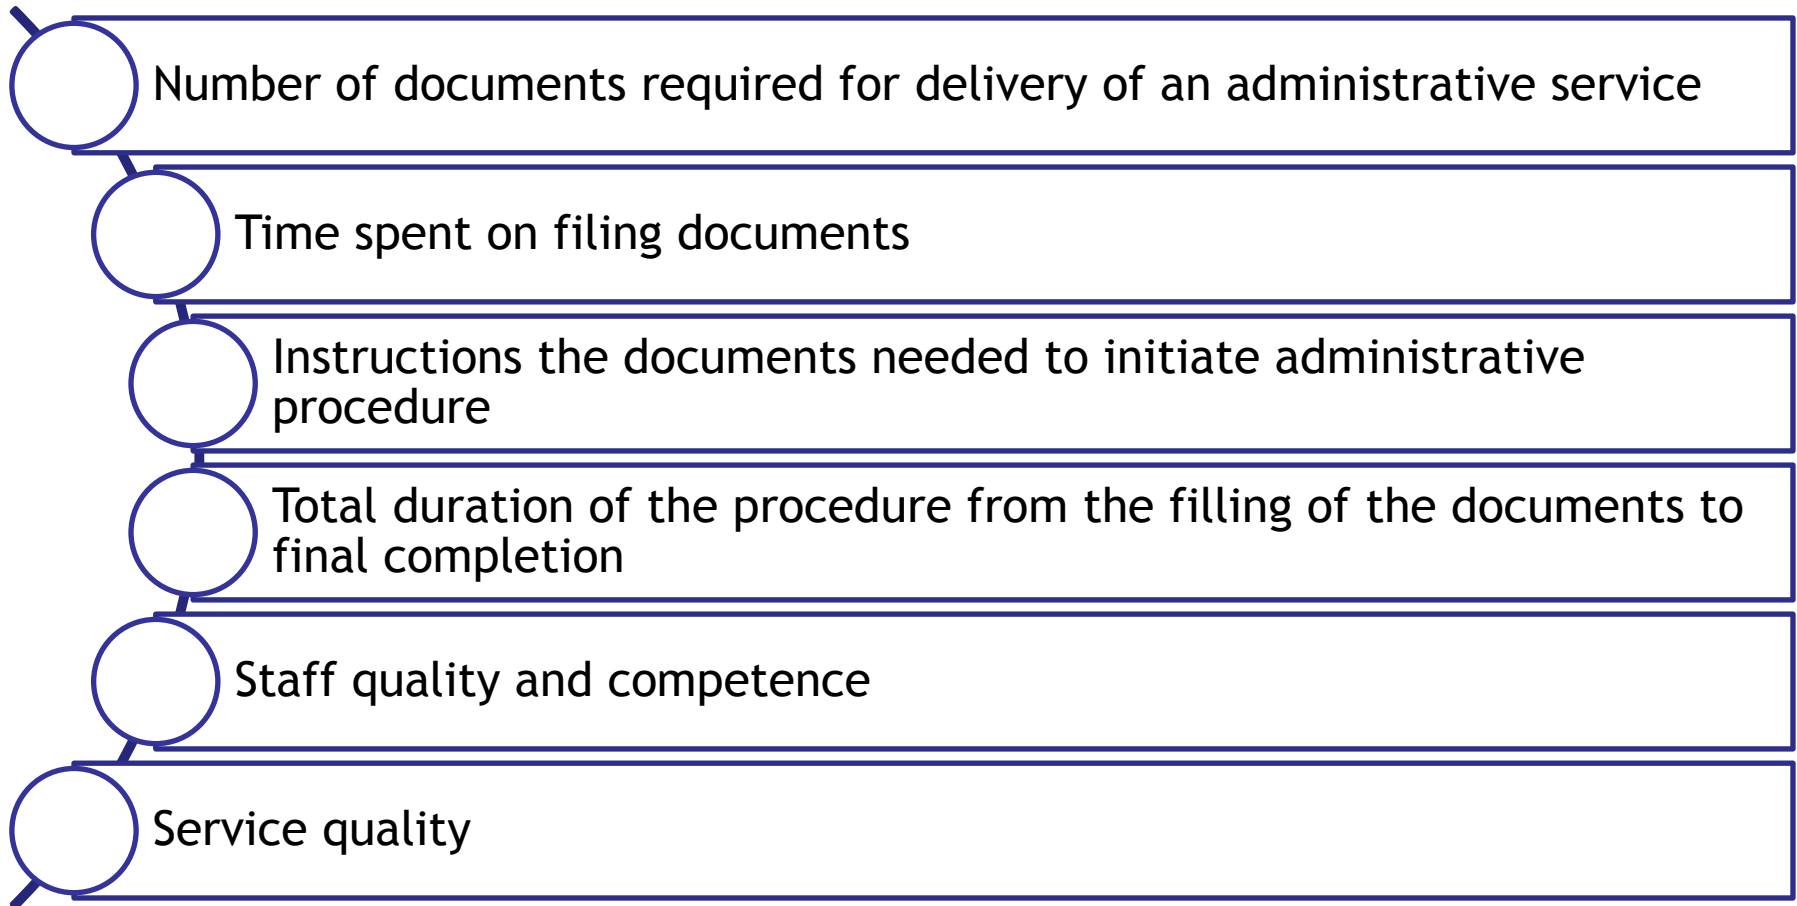 Number of documents required for delivery of an administrative service
Time spent on filing documents
Instructions the documents needed to initiate administrative
procedure
Total duration of the procedure from the filling of the documents to
final completion
Staff quality and competence
Service quality